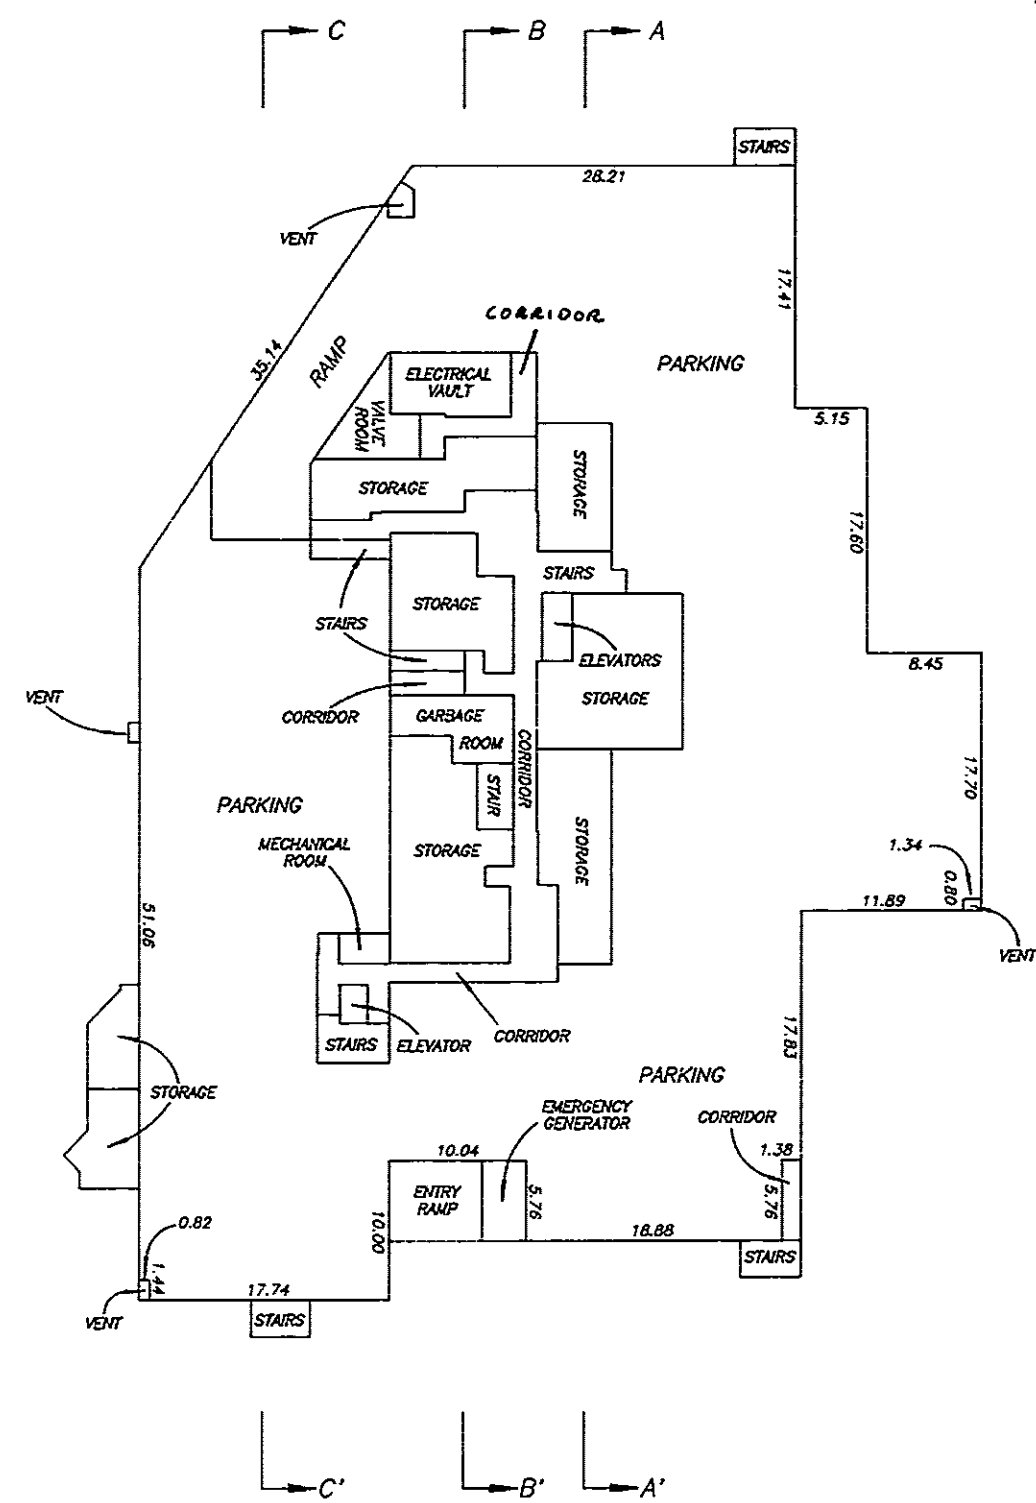 C
B
A
STAIRS
28.21
VENT
17.41
CORRIDOR
35.14
RAMP
PARKING
ELECTRICAL
VAULT
VALVE
ROOM
5.15
STORAGE
STORAGE
17.60
STAIRS
STORAGE
STAIRS
ELEVATORS
8.45
STORAGE
VENT
CORRIDOR
GARBAGE
ROOM
CORRIDOR
17.70
STAIR
PARKING
MECHANICAL
ROOM
STORAGE
STORAGE
1.34
0.80
11.89
51.06
VENT
17.83
CORRIDOR
STAIRS
ELEVATOR
PARKING
STORAGE
EMERGENCY
GENERATOR
CORRIDOR
10.04
1.38
ENTRY
RAMP
5.76
5.76
10.00
18.88
0.82
STAIRS
1.44
17.74
VENT
STAIRS
C'
B'
A'